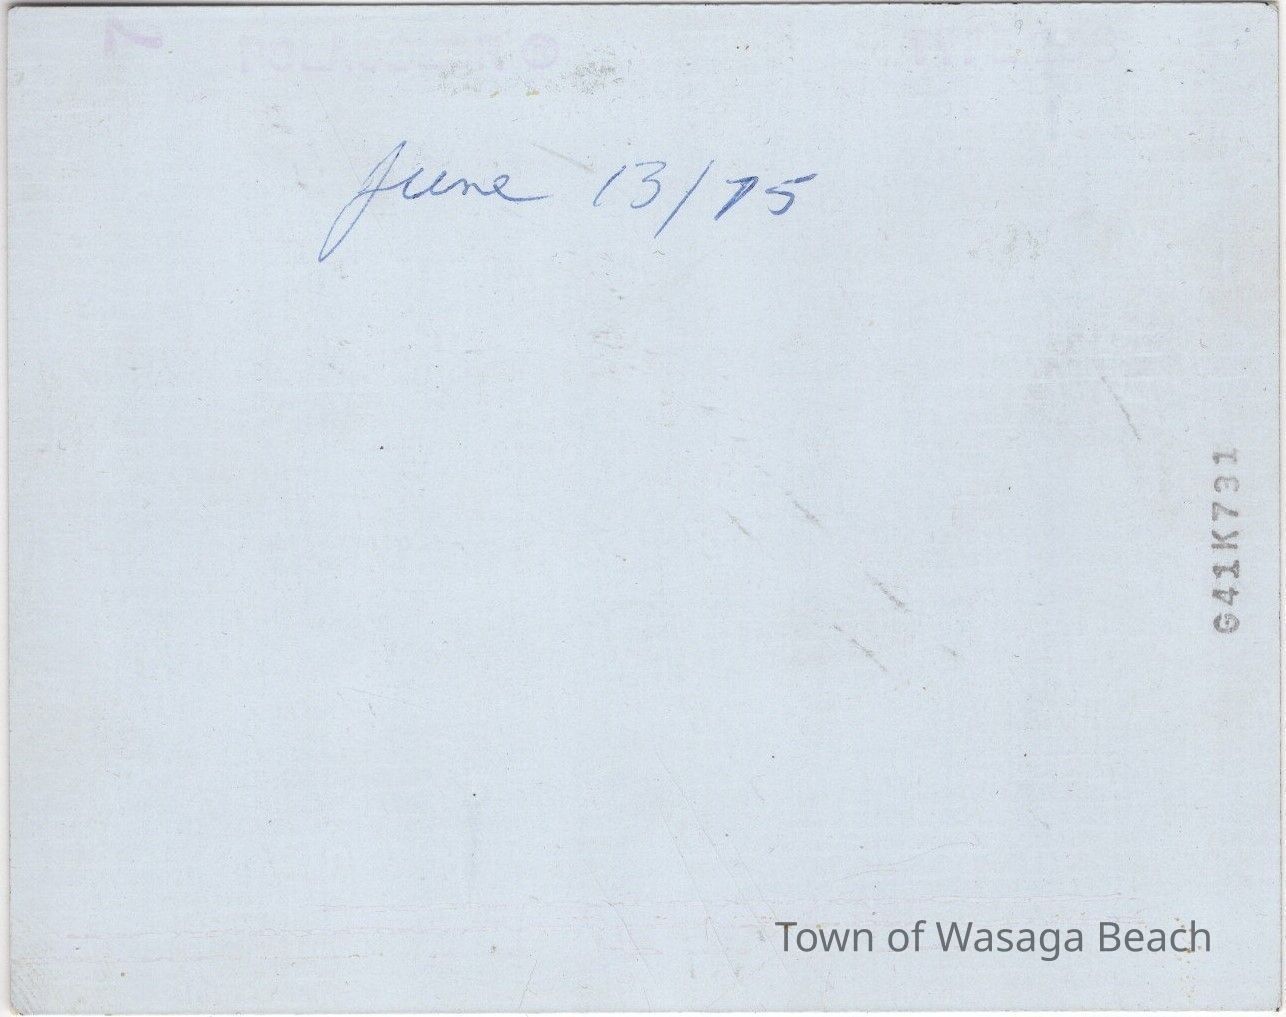 June 13/75
G41K731
Town of Wasaga Beach